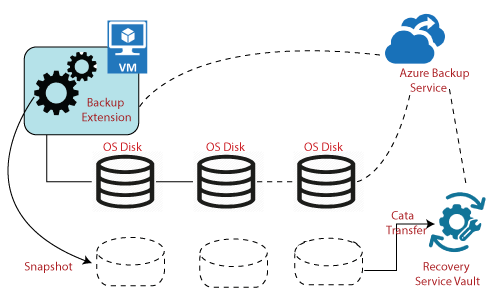 VM
Backup
Extension
Azure Backup
Service
OS Disk
OS Disk
OS Disk
Cata
Transfer
Snapshot
Recovery
Service Vault